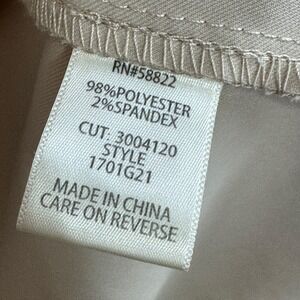 RN#58822
98%POLYESTER
2%SPANDEX
CUT: 3004120
STYLE
1701G21
MADE IN CHINA
CARE ON REVERSE